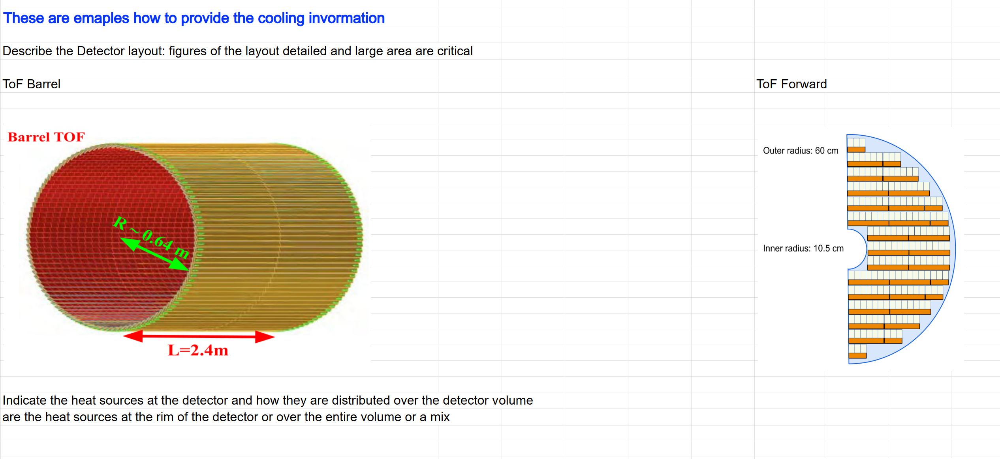 These are emaples how to provide the cooling invormation
Describe the Detector layout: figures of the layout detailed and large area are critical
ToF Barrel
ToF Forward
Barrel TOF
R ~ 0.64 m
L=2.4m
Outer radius: 60 cm
Inner radius: 10.5 cm
Indicate the heat sources at the detector and how they are distributed over the detector volume
are the heat sources at the rim of the detector or over the entire volume or a mix